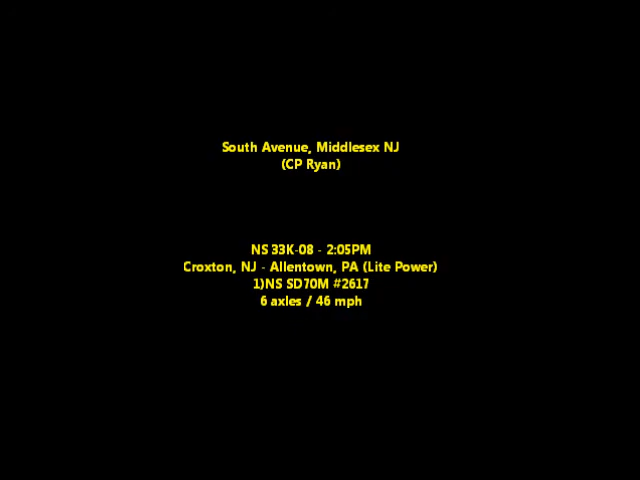 South Avenue, Middlesex NJ
(CP Ryan)
NS 33K-08 - 2:05PM
Croxton, NJ - Allentown, PA (Lite Power)
1)NS SD70M #2617
6 axles / 46 mph